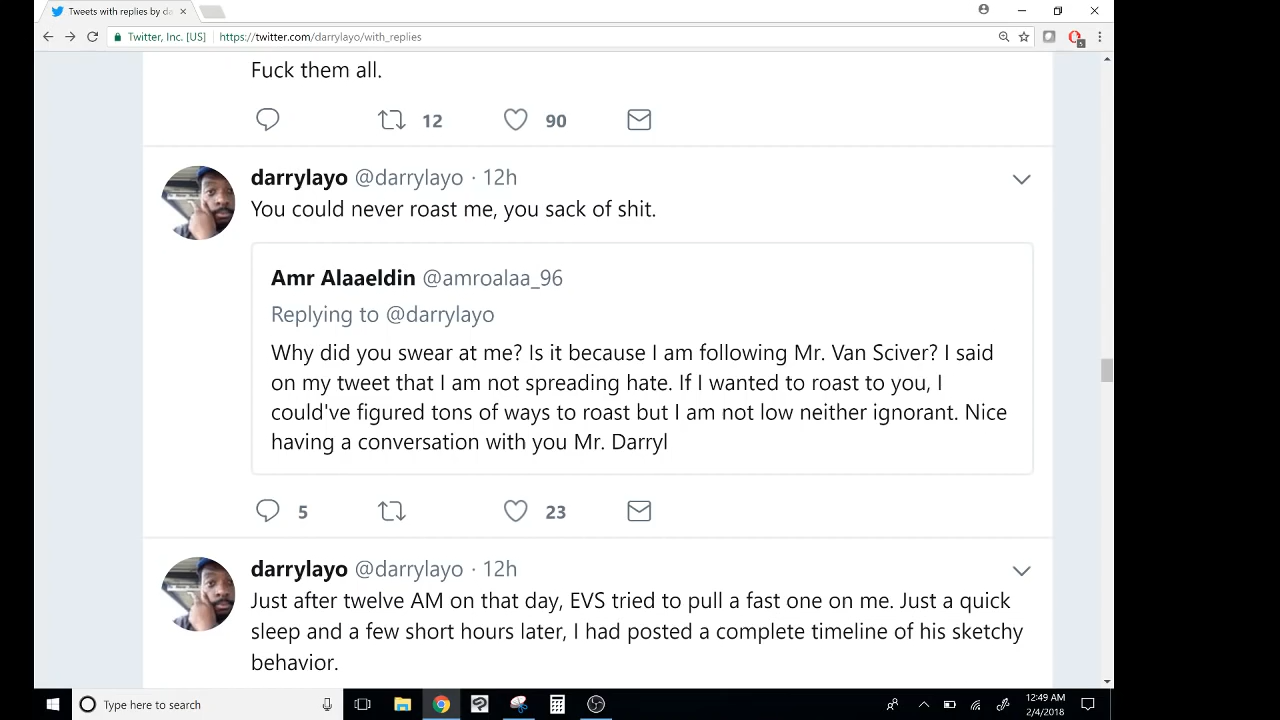 Tweets with replies by da
Twitter, Inc. [US] https://twitter.com/darrylayo/with_replies
5
Fuck them all.
12 90
darrylayo @darrylayo · 12h
You could never roast me, you sack of shit.
Amr Alaaeldin @amroalaa_96
Replying to @darrylayo
Why did you swear at me? Is it because I am following Mr. Van Sciver? I said
on my tweet that I am not spreading hate. If I wanted to roast to you, I
could've figured tons of ways to roast but I am not low neither ignorant. Nice
having a conversation with you Mr. Darryl
5 23
darrylayo @darrylayo · 12h
Just after twelve AM on that day, EVS tried to pull a fast one on me. Just a quick
sleep and a few short hours later, I had posted a complete timeline of his sketchy
behavior.
Type here to search
12:49 AM
2/4/2018